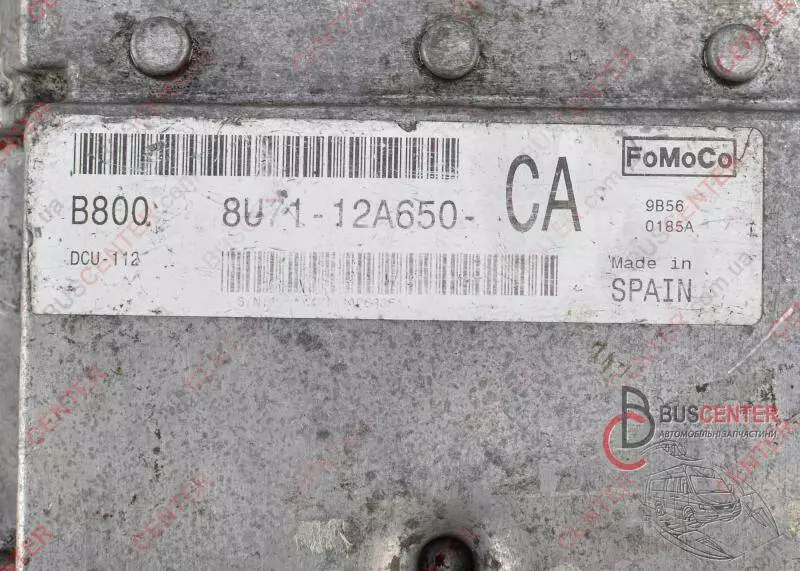 FoMoCo
B800 8U71-12A650- CA
9B56
0185A
DCU-112
Made in
SPAIN
BUSCENTER
АВТОМОБІЛЬНІ ЗАПЧАСТИНИ